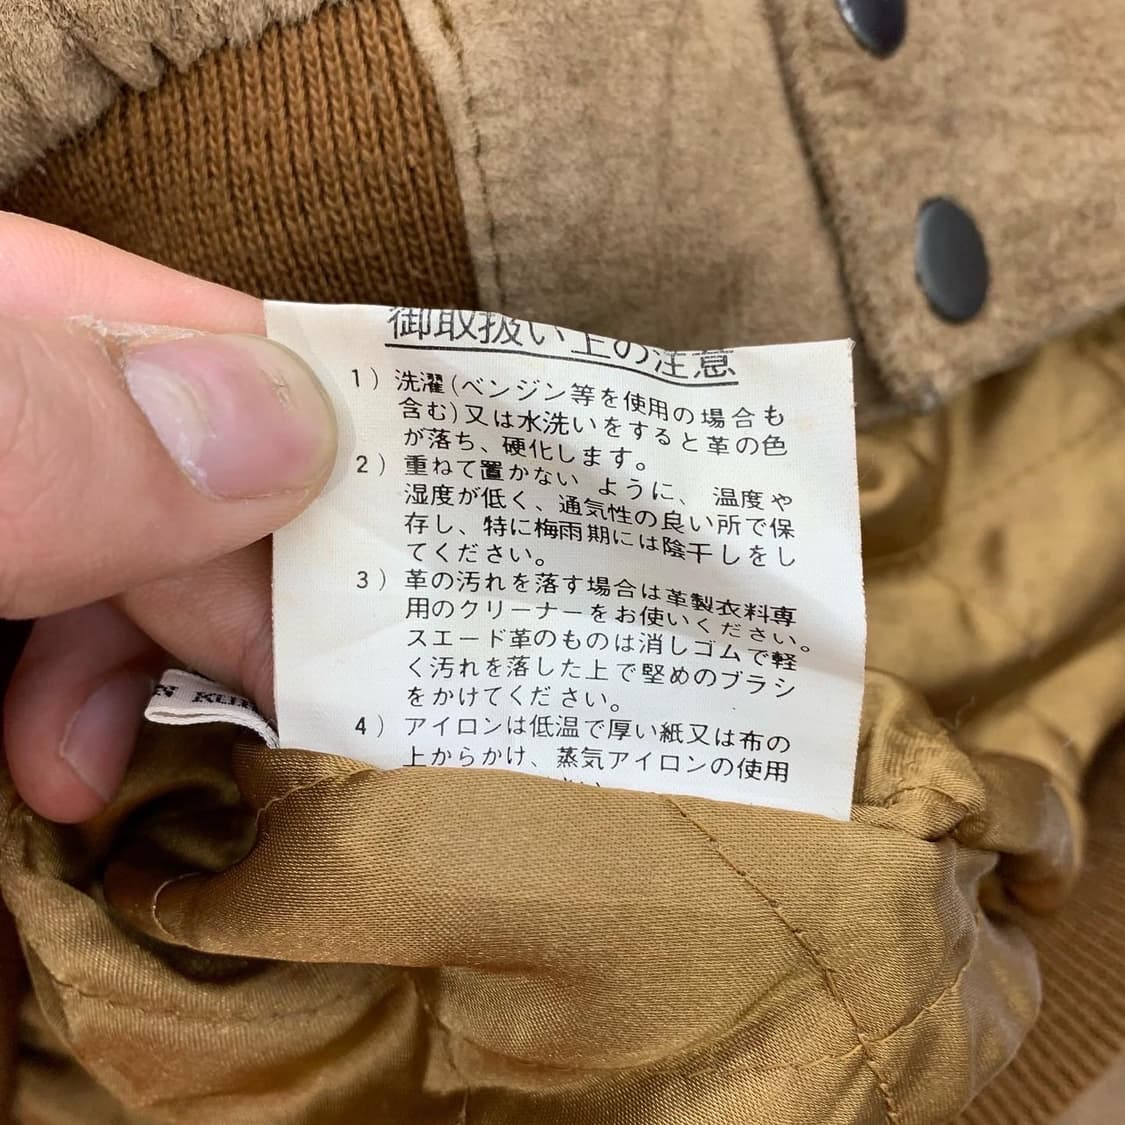 御取扱い上の注意
1）洗濯（ベンジン等を使用の場合も
含む）又は水洗いをすると革の色
が落ち、硬化します。
2）重ねて置かない ように、 温度や
湿度が低く、通気性の良い所で保
存し、特に梅雨期には陰干しをし
てください。
3）革の汚れを落す場合は革製衣料専
用のクリーナーをお使いください。
スエード革のものは消しゴムで軽
く汚れを落した上で堅めのブラシ
をかけてください。
4）アイロンは低温で厚い紙又は布の
上からかけ、蒸気アイロンの使用